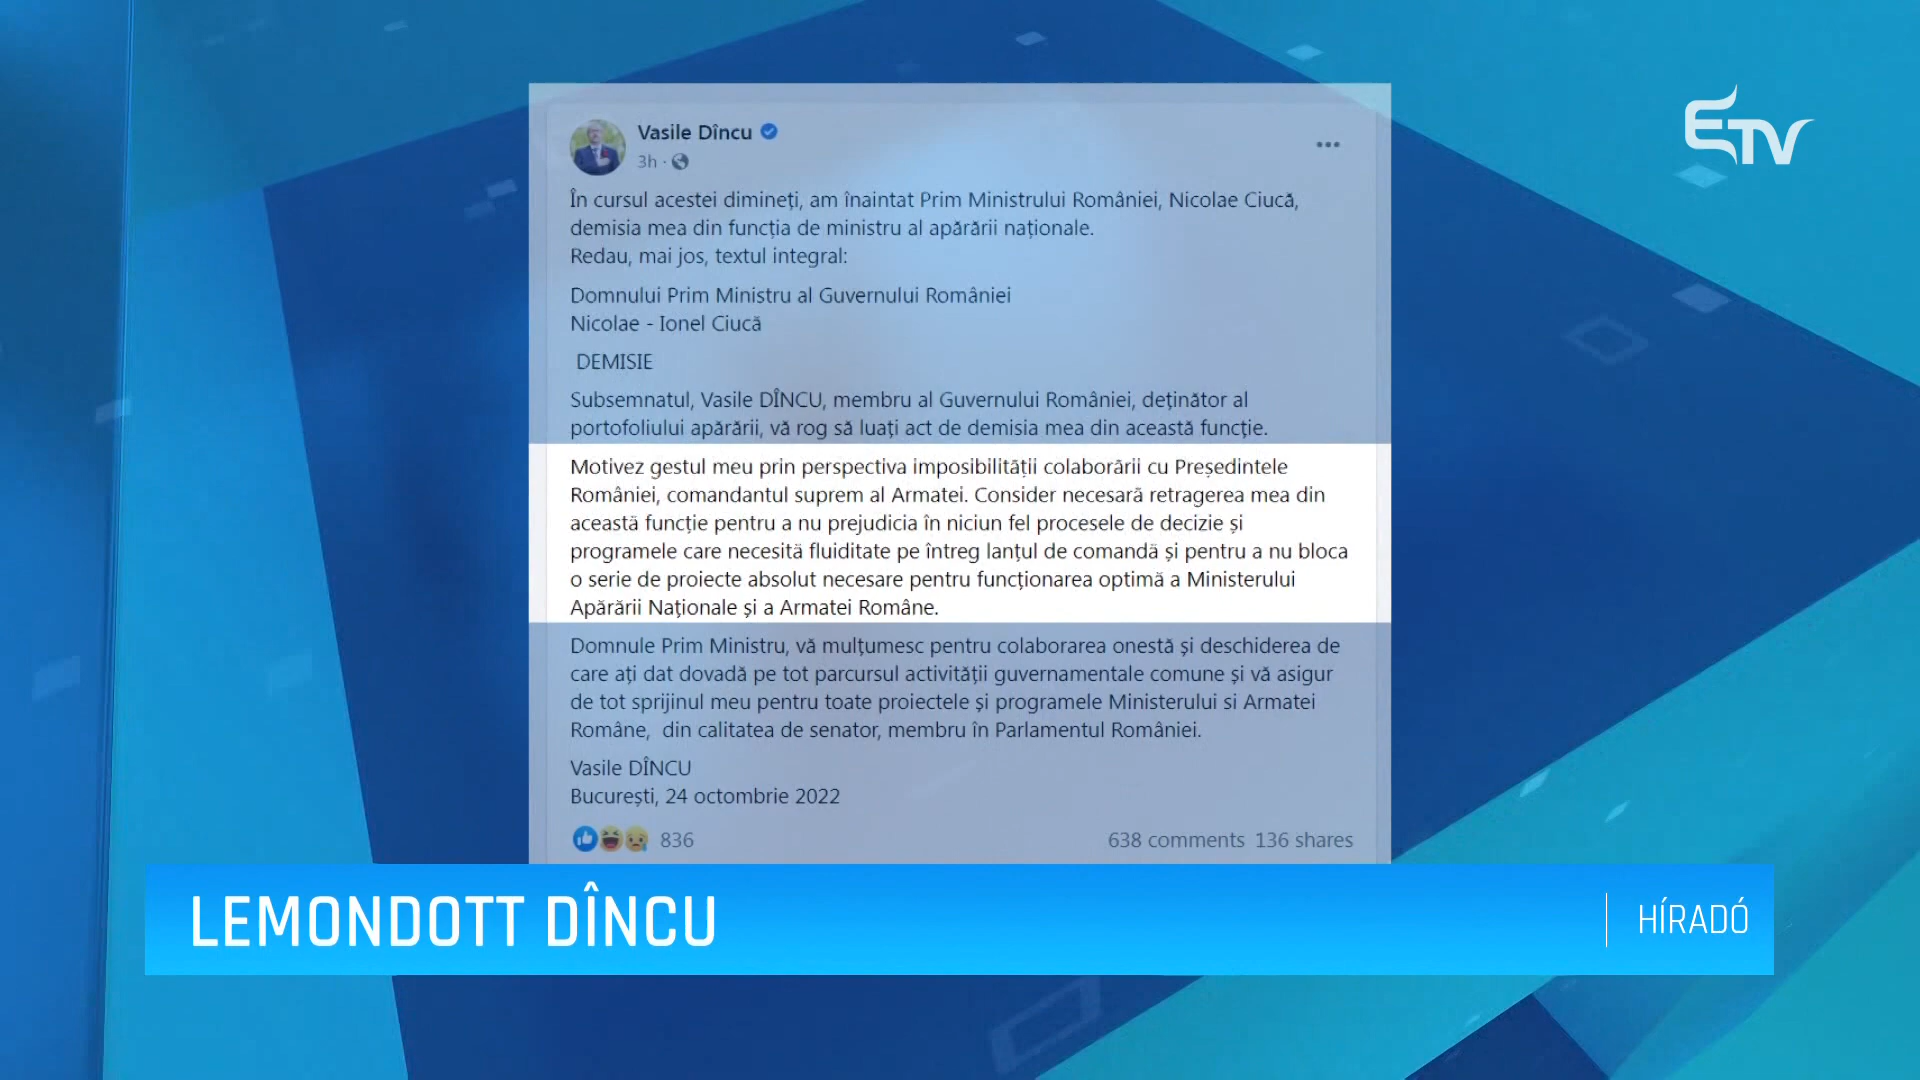 ETV
Vasile Dîncu
3h ·
În cursul acestei dimineți, am înaintat Prim Ministrului României, Nicolae Ciucă,
demisia mea din funcția de ministru al apărării naționale.
Redau, mai jos, textul integral:
Domnului Prim Ministru al Guvernului României
Nicolae - Ionel Ciucă
DEMISIE
Subsemnatul, Vasile DÎNCU, membru al Guvernului României, deținător al
portofoliului apărării, vă rog să luați act de demisia mea din această funcție.
Motivez gestul meu prin perspectiva imposibilității colaborării cu Președintele
României, comandantul suprem al Armatei. Consider necesară retragerea mea din
această funcție pentru a nu prejudicia în niciun fel procesele de decizie și
programele care necesită fluiditate pe întreg lanțul de comandă și pentru a nu bloca
o serie de proiecte absolut necesare pentru funcționarea optimă a Ministerului
Apărării Naționale și a Armatei Române.
Domnule Prim Ministru, vă mulțumesc pentru colaborarea onestă și deschiderea de
care ați dat dovadă pe tot parcursul activității guvernamentale comune și vă asigur
de tot sprijinul meu pentru toate proiectele și programele Ministerului si Armatei
Române,  din calitatea de senator, membru în Parlamentul României.
Vasile DÎNCU
București, 24 octombrie 2022
836 638 comments 136 shares
LEMONDOTT DÎNCU
HÍRADÓ